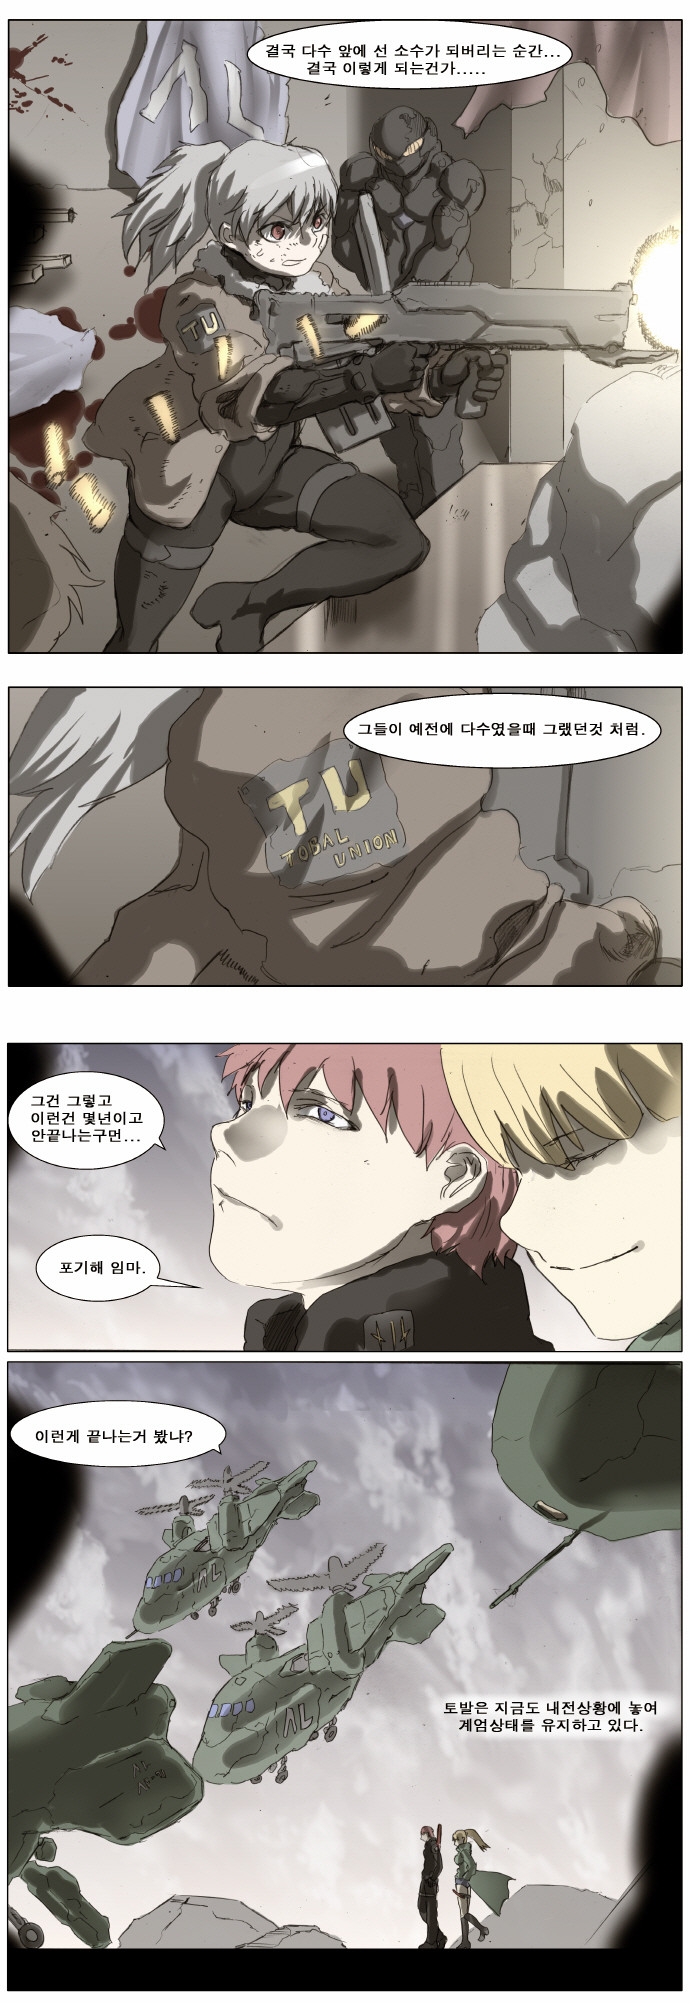 결국 다수 앞에 선 소수가 되버리는 순간...
결국 이렇게 되는건가.....
TU
그들이 예전에 다수였을때 그랬던것 처럼.
TU
TOBAL
UNION
그건 그렇고
이런건 몇년이고
안끝나는구먼...
포기해 임마.
이런게 끝나는거 봤냐?
AL
AL
토발은 지금도 내전상황에 놓여
계엄상태를 유지하고 있다.